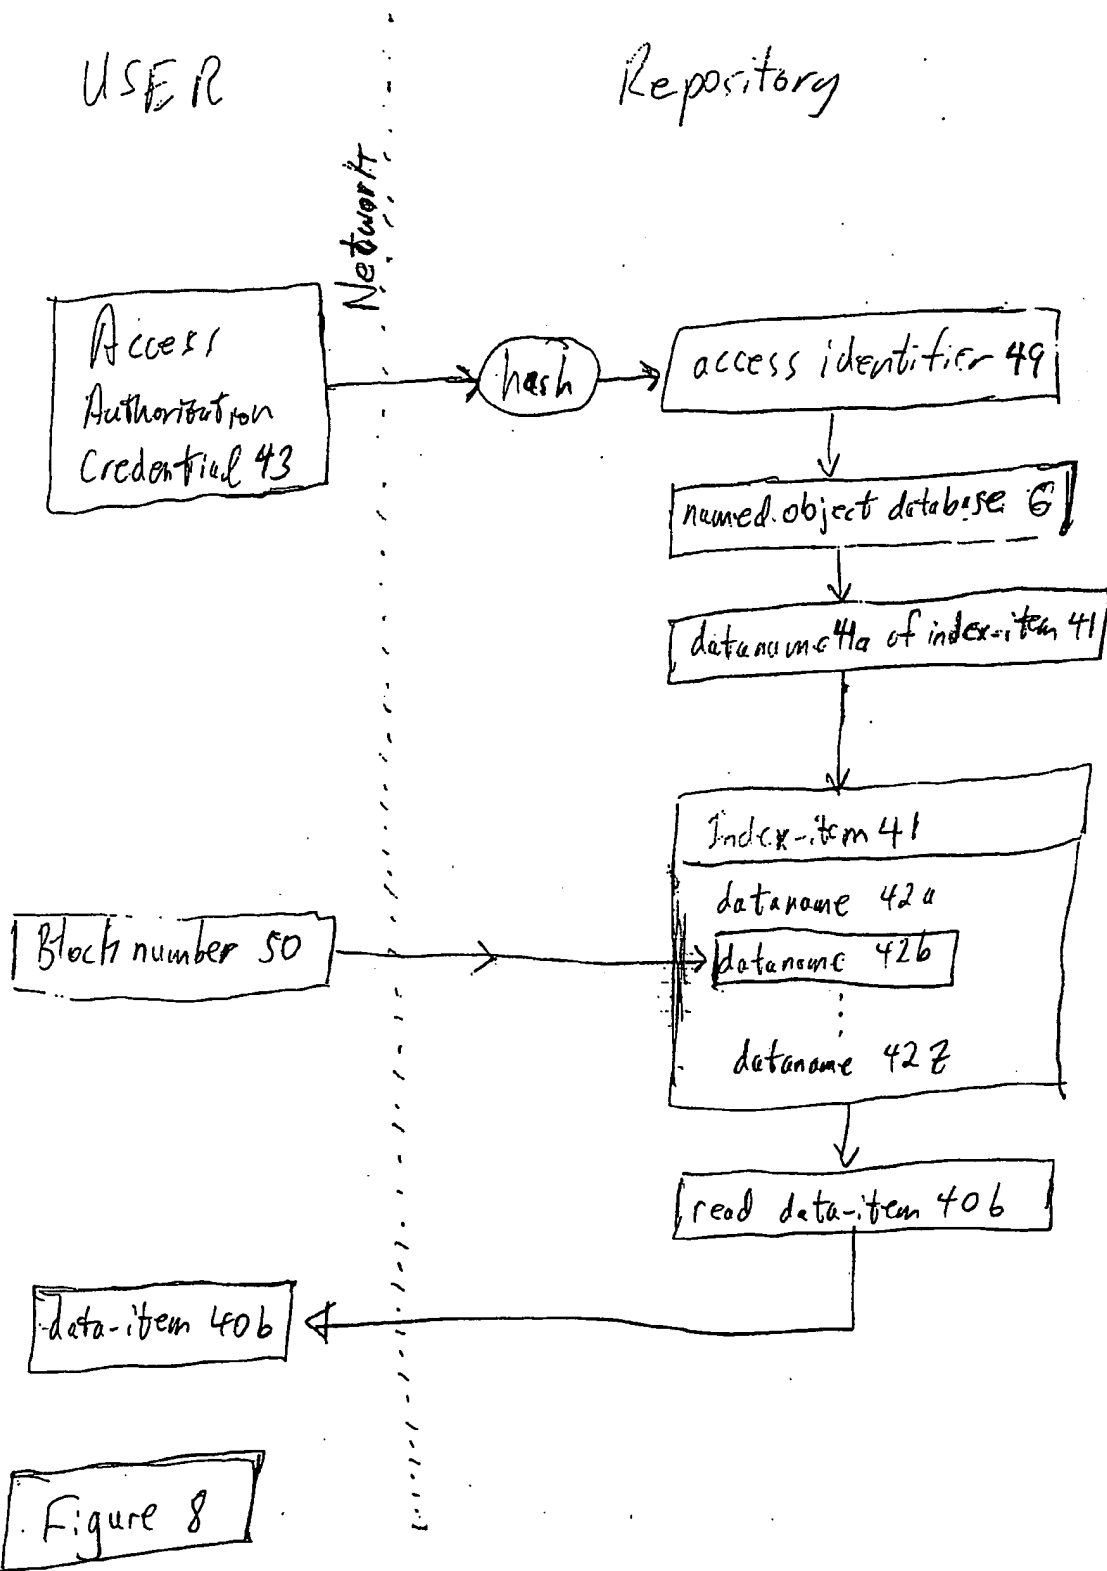 USER
Repository
Network
Access
Authorization
Credential 43
hash
access identifier 49
named object database 6
dataname 41a of index-item 41
Index-item 41
dataname 42a
Block number 50
dataname 42b
dataname 42z
read data-item 40b
data-item 40b
Figure 8